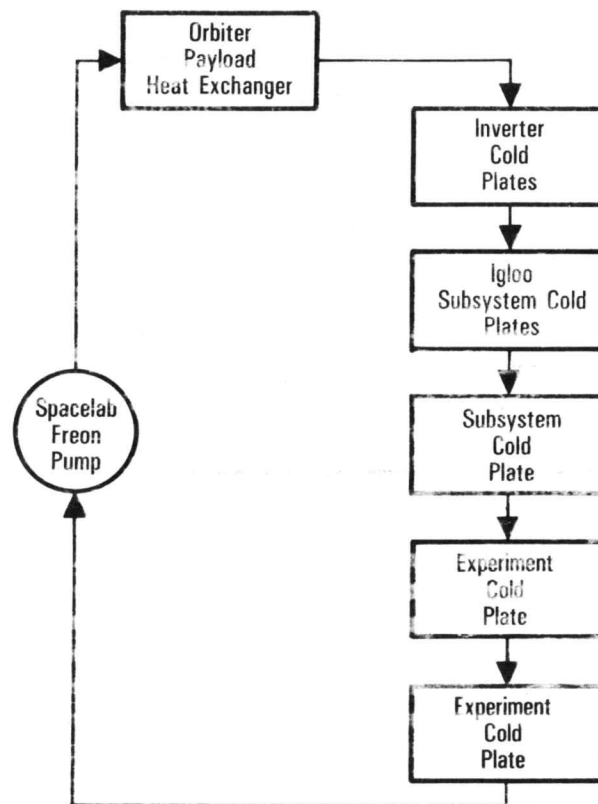 Orbiter
Payload
Heat Exchanger
Inverter
Cold
Plates
Igloo
Subsystem Cold
Plates
Subsystem
Cold
Plate
Experiment
Cold
Plate
Experiment
Cold
Plate
Spacelab
Freon
Pump